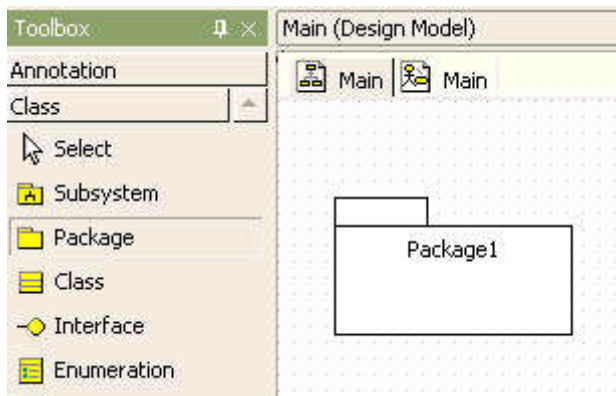 Toolbox
Annotation
Class
Select
Subsystem
Package
Class
Interface
Enumeration
Main (Design Model)
Main Main
Package1